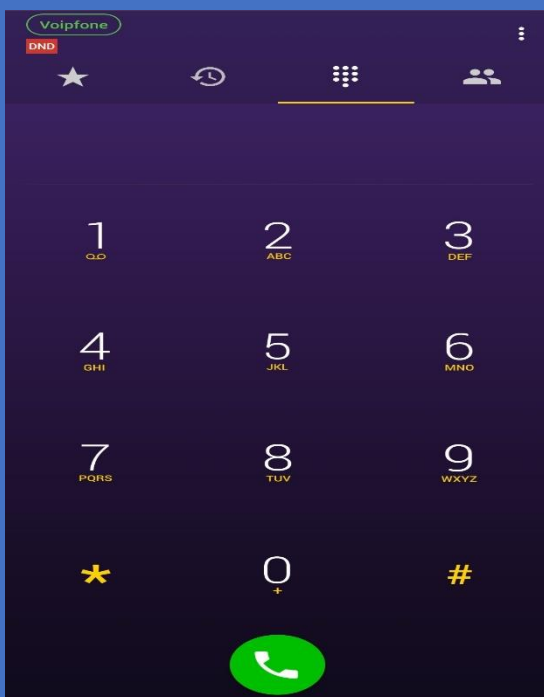 Voipfone
DND
1 2 3
ABC DEF
4 5 6
GHI JKL MNO
7 8 9
PQRS TUV WXYZ
* 0 #
+